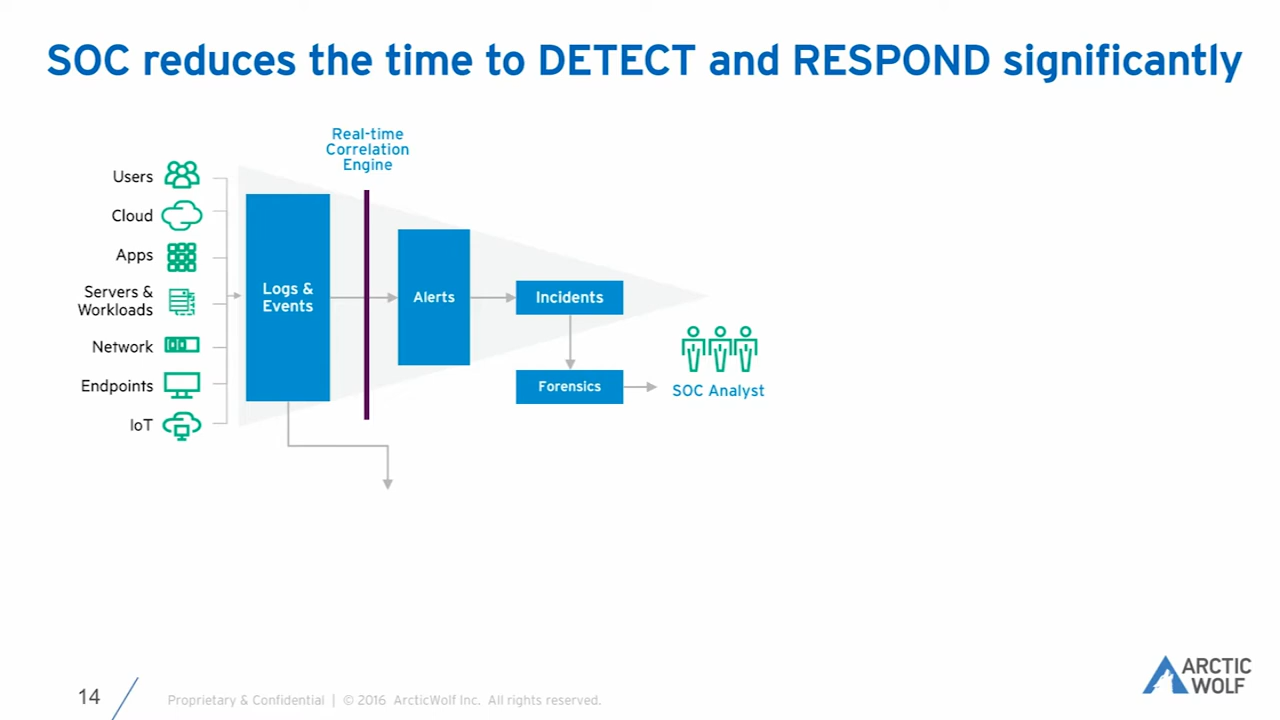 SOC reduces the time to DETECT and RESPOND significantly
Real-time
Correlation
Engine
Users
Cloud
Apps
Servers &
Workloads
Network
Endpoints
IoT
Logs &
Events
Alerts
Incidents
Forensics
SOC Analyst
14
Proprietary & Confidential | © 2016 ArcticWolf Inc. All rights reserved.
ARCTIC
WOLF